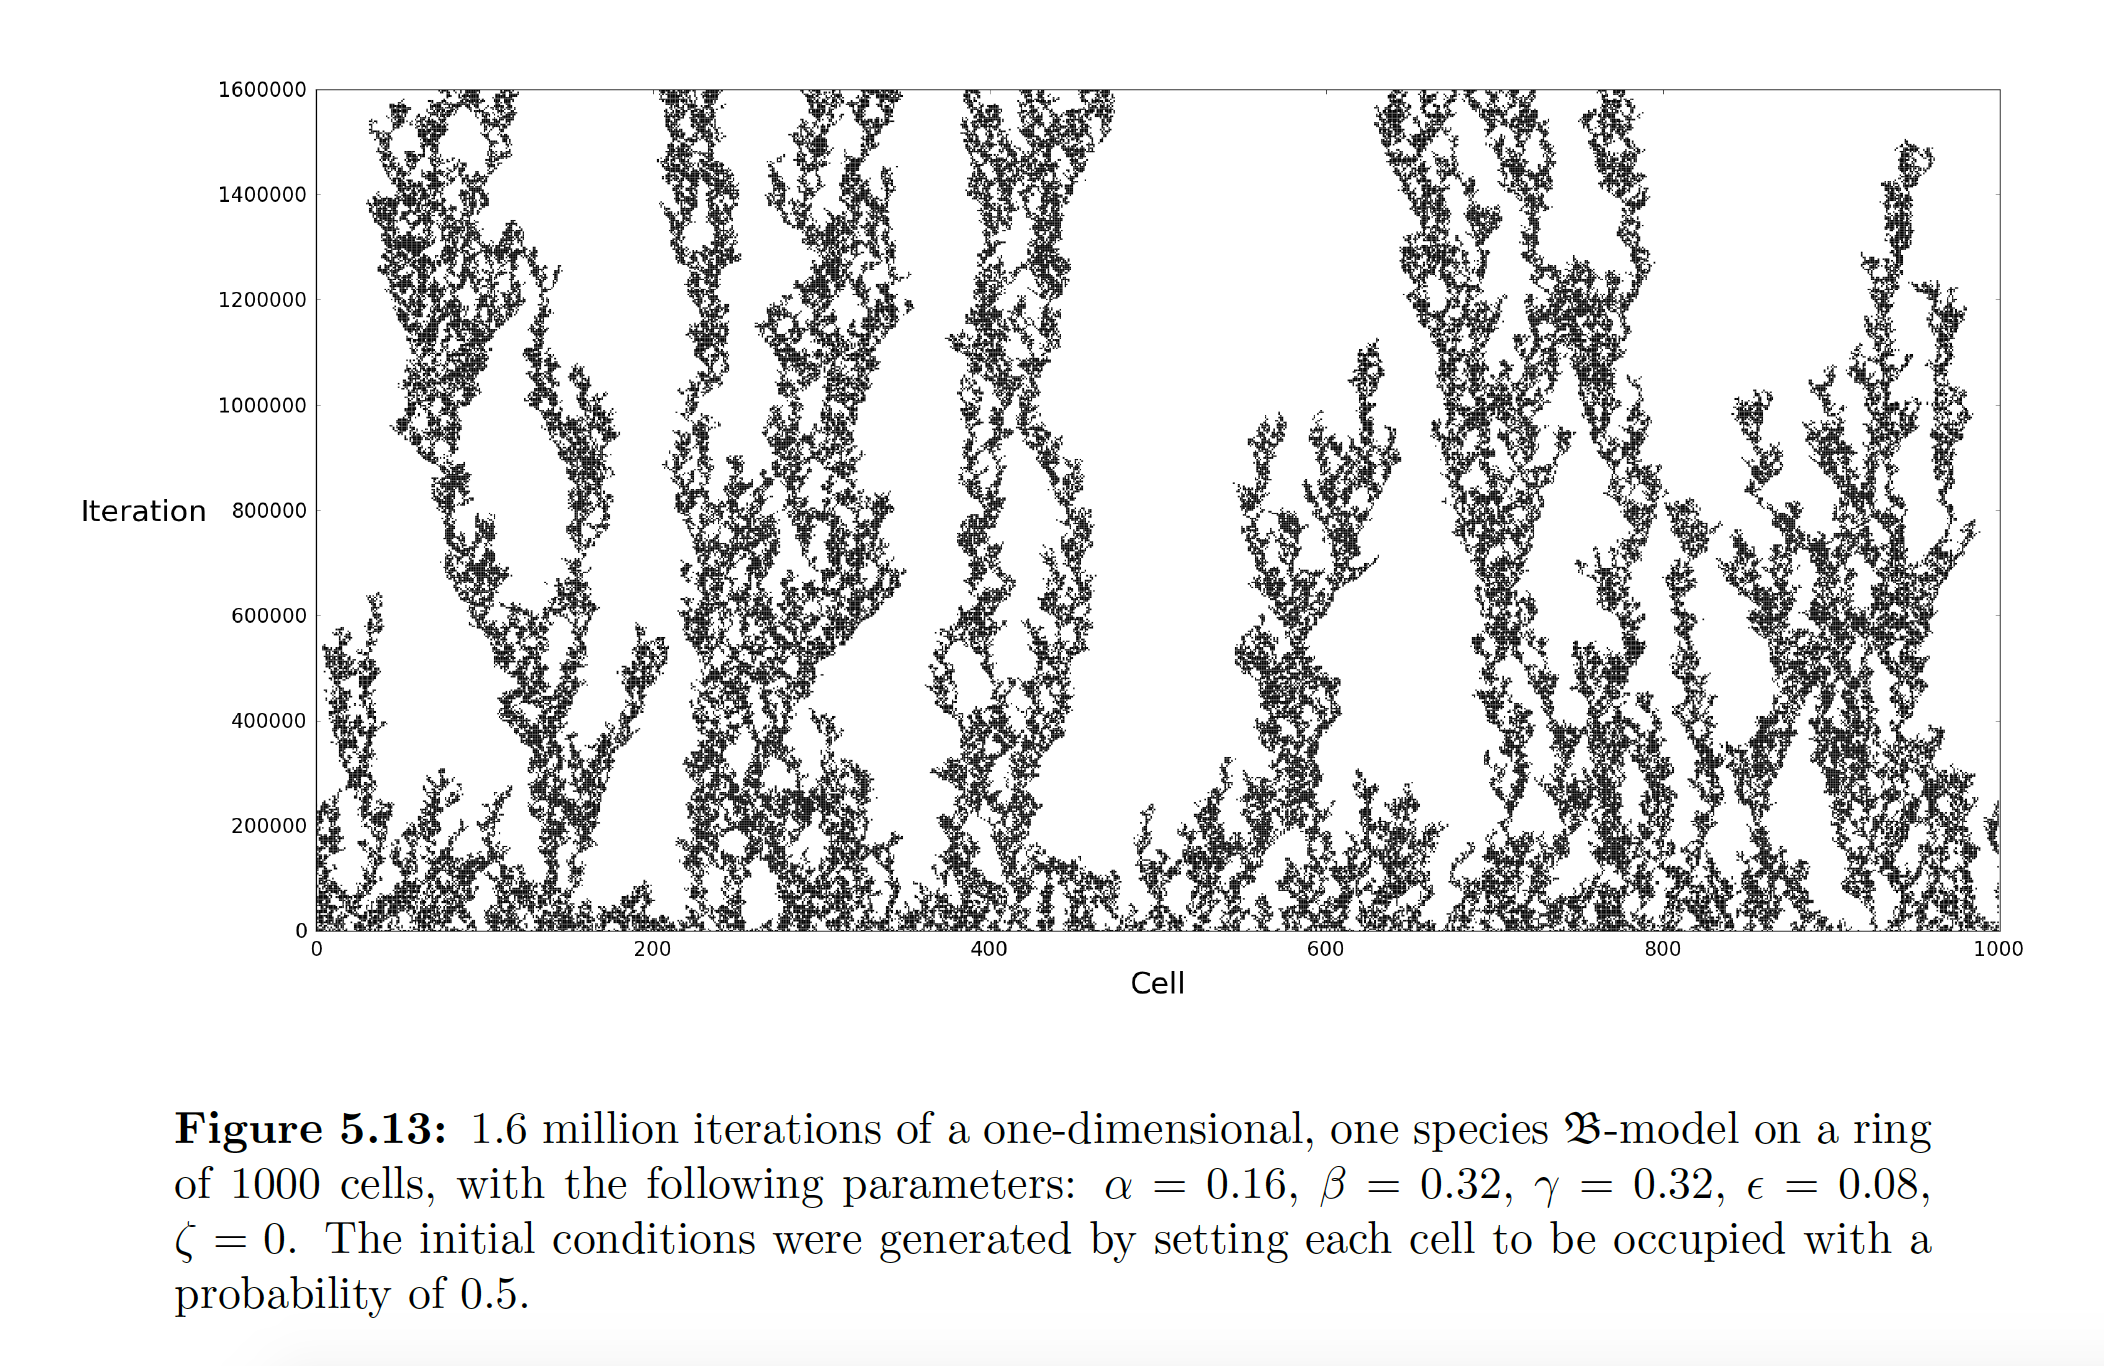 1600000
1400000
1200000
1000000
Iteration
800000
600000
400000
200000
0
0 200 400 600 800 1000
Cell
Figure 5.13: 1.6 million iterations of a one-dimensional, one species 𝔅-model on a ring
of 1000 cells, with the following parameters: α = 0.16, β = 0.32, γ = 0.32, ϵ = 0.08,
ζ = 0. The initial conditions were generated by setting each cell to be occupied with a
probability of 0.5.